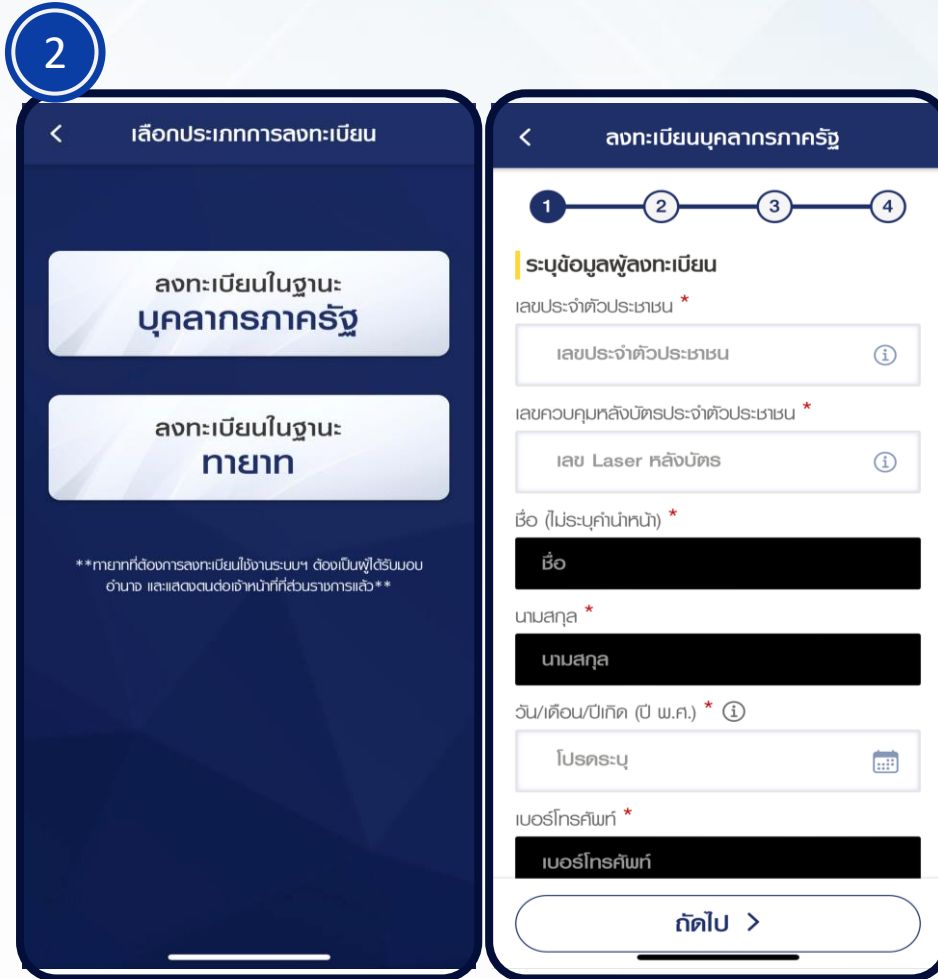 2
เลือกประเภทการลงทะเบียน
ลงทะเบียนในฐานะ
บุคลากรภาครัฐ
ลงทะเบียนในฐานะ
ทายาท
**ทายาทที่ต้องการลงทะเบียนใช้งานระบบฯ ต้องเป็นผู้ได้รับมอบ
อำนาจ และแสดงตนต่อเจ้าหน้าที่ที่ส่วนราชการแล้ว**
ลงทะเบียนบุคลากรภาครัฐ
1 2 3 4
ระบุข้อมูลผู้ลงทะเบียน
เลขประจำตัวประชาชน *
เลขประจำตัวประชาชน
เลขควบคุมหลังบัตรประจำตัวประชาชน *
เลข Laser หลังบัตร
ชื่อ (ไม่ระบุคำนำหน้า) *
ชื่อ
นามสกุล *
นามสกุล
วัน/เดือน/ปีเกิด (ปี พ.ศ.) *
โปรดระบุ
เบอร์โทรศัพท์ *
เบอร์โทรศัพท์
ถัดไป >